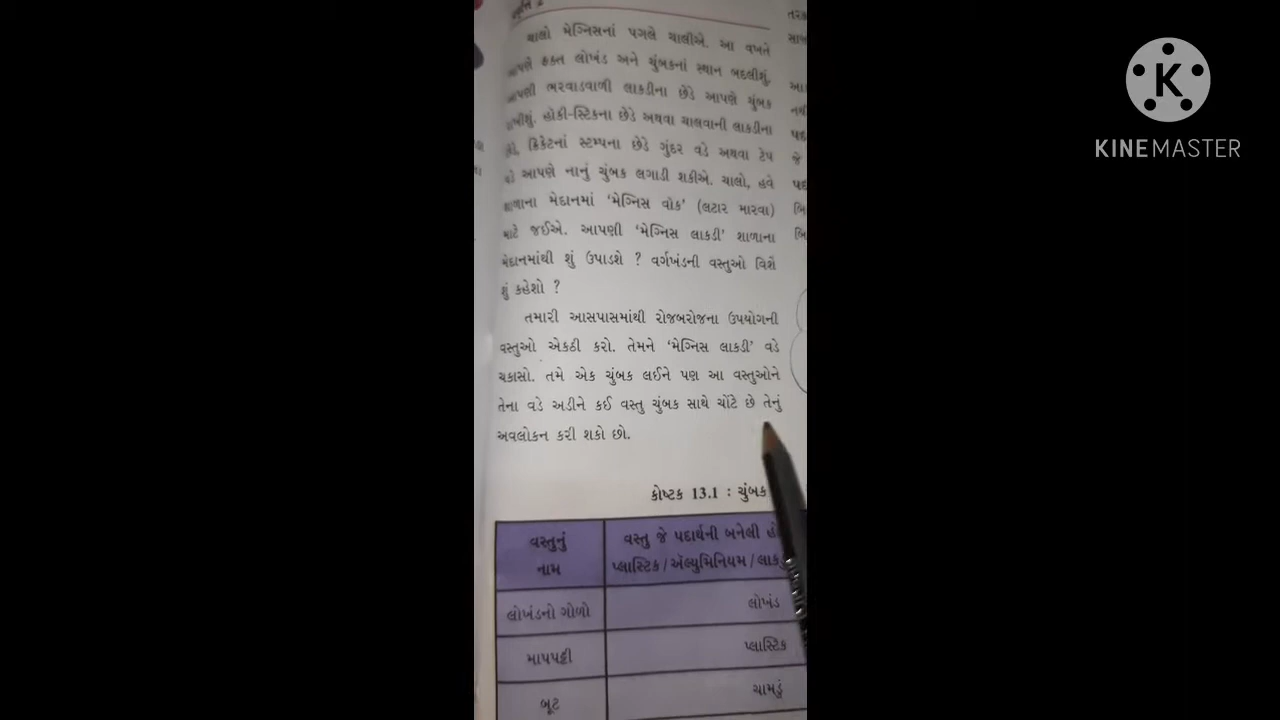 ચાલો મેગ્નિસનાં પગલે ચાલીએ. આ વખતે
આપણે ફક્ત લોખંડ અને ચુંબકનાં સ્થાન બદલીશું.
આપણી ભરવાડવાળી લાકડીના છેડે આપણે ચુંબક
રાખીશું. હોકી-સ્ટિકના છેડે અથવા ચાલવાની લાકડીના
ક્રિકેટનાં સ્ટમ્પના છેડે ગુંદર વડે અથવા ટેપ
વડે આપણે નાનું ચુંબક લગાડી શકીએ. ચાલો, હવે
શાળાના મેદાનમાં ‘મેગ્નિસ વોક’ (લટાર મારવા)
માટે જઈએ. આપણી ‘મેગ્નિસ લાકડી’ શાળાના
મેદાનમાંથી શું ઉપાડશે ? વર્ગખંડની વસ્તુઓ વિશે
શું કહેશો ?
તમારી આસપાસમાંથી રોજબરોજના ઉપયોગની
વસ્તુઓ એકઠી કરો. તેમને ‘મેગ્નિસ લાકડી’ વડે
ચકાસો. તમે એક ચુંબક લઈને પણ આ વસ્તુઓને
તેના વડે અડીને કઈ વસ્તુ ચુંબક સાથે ચોંટે છે તેનું
અવલોકન કરી શકો છો.
કોષ્ટક 13.1 : ચુંબક
વસ્તુનું
નામ
વસ્તુ જે પદાર્થની બનેલી
પ્લાસ્ટિક / ઍલ્યુમિનિયમ /
લોખંડનો ગોળો
લોખંડ
માપપટ્ટી
પ્લાસ્ટિક
બૂટ
ચામડું
KINEMASTER